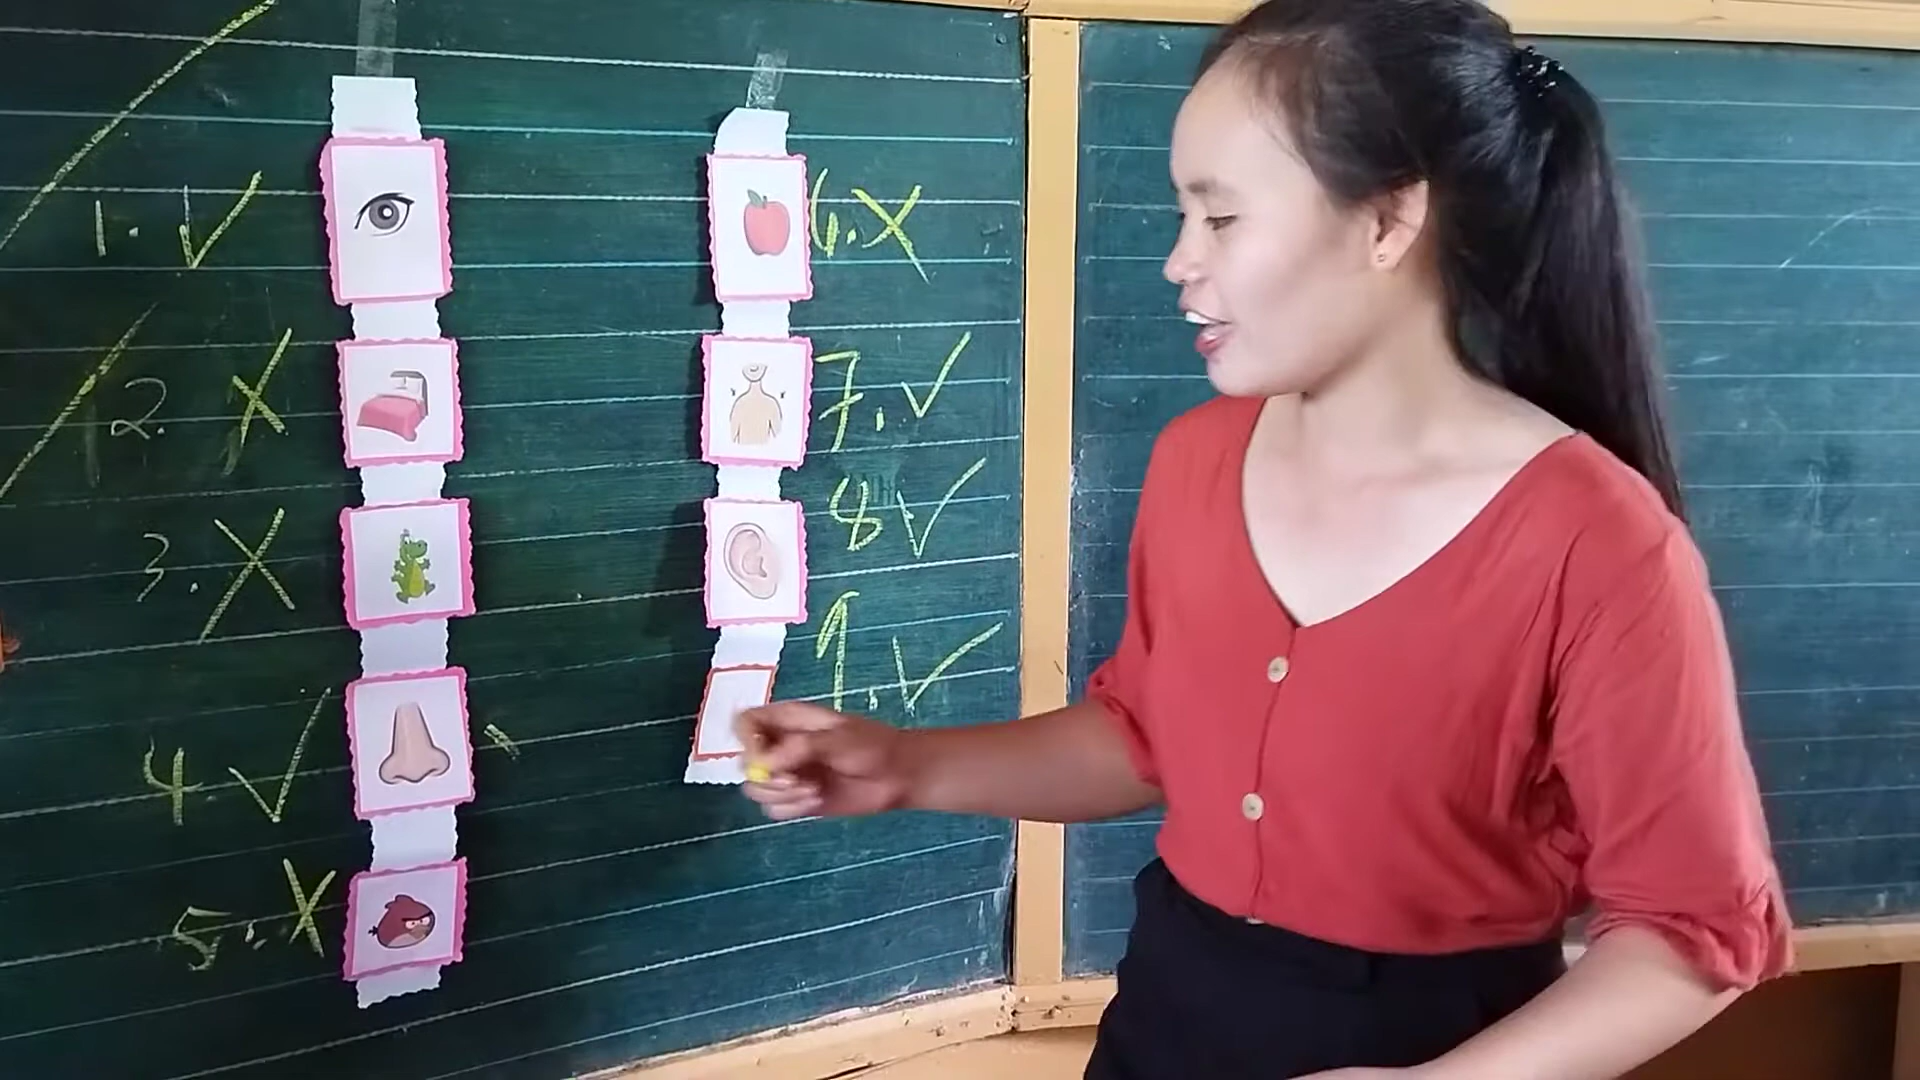 1. ✓
2. X
3. X
4 ✓
5. X
6. X
7. ✓
8 ✓
9. ✓